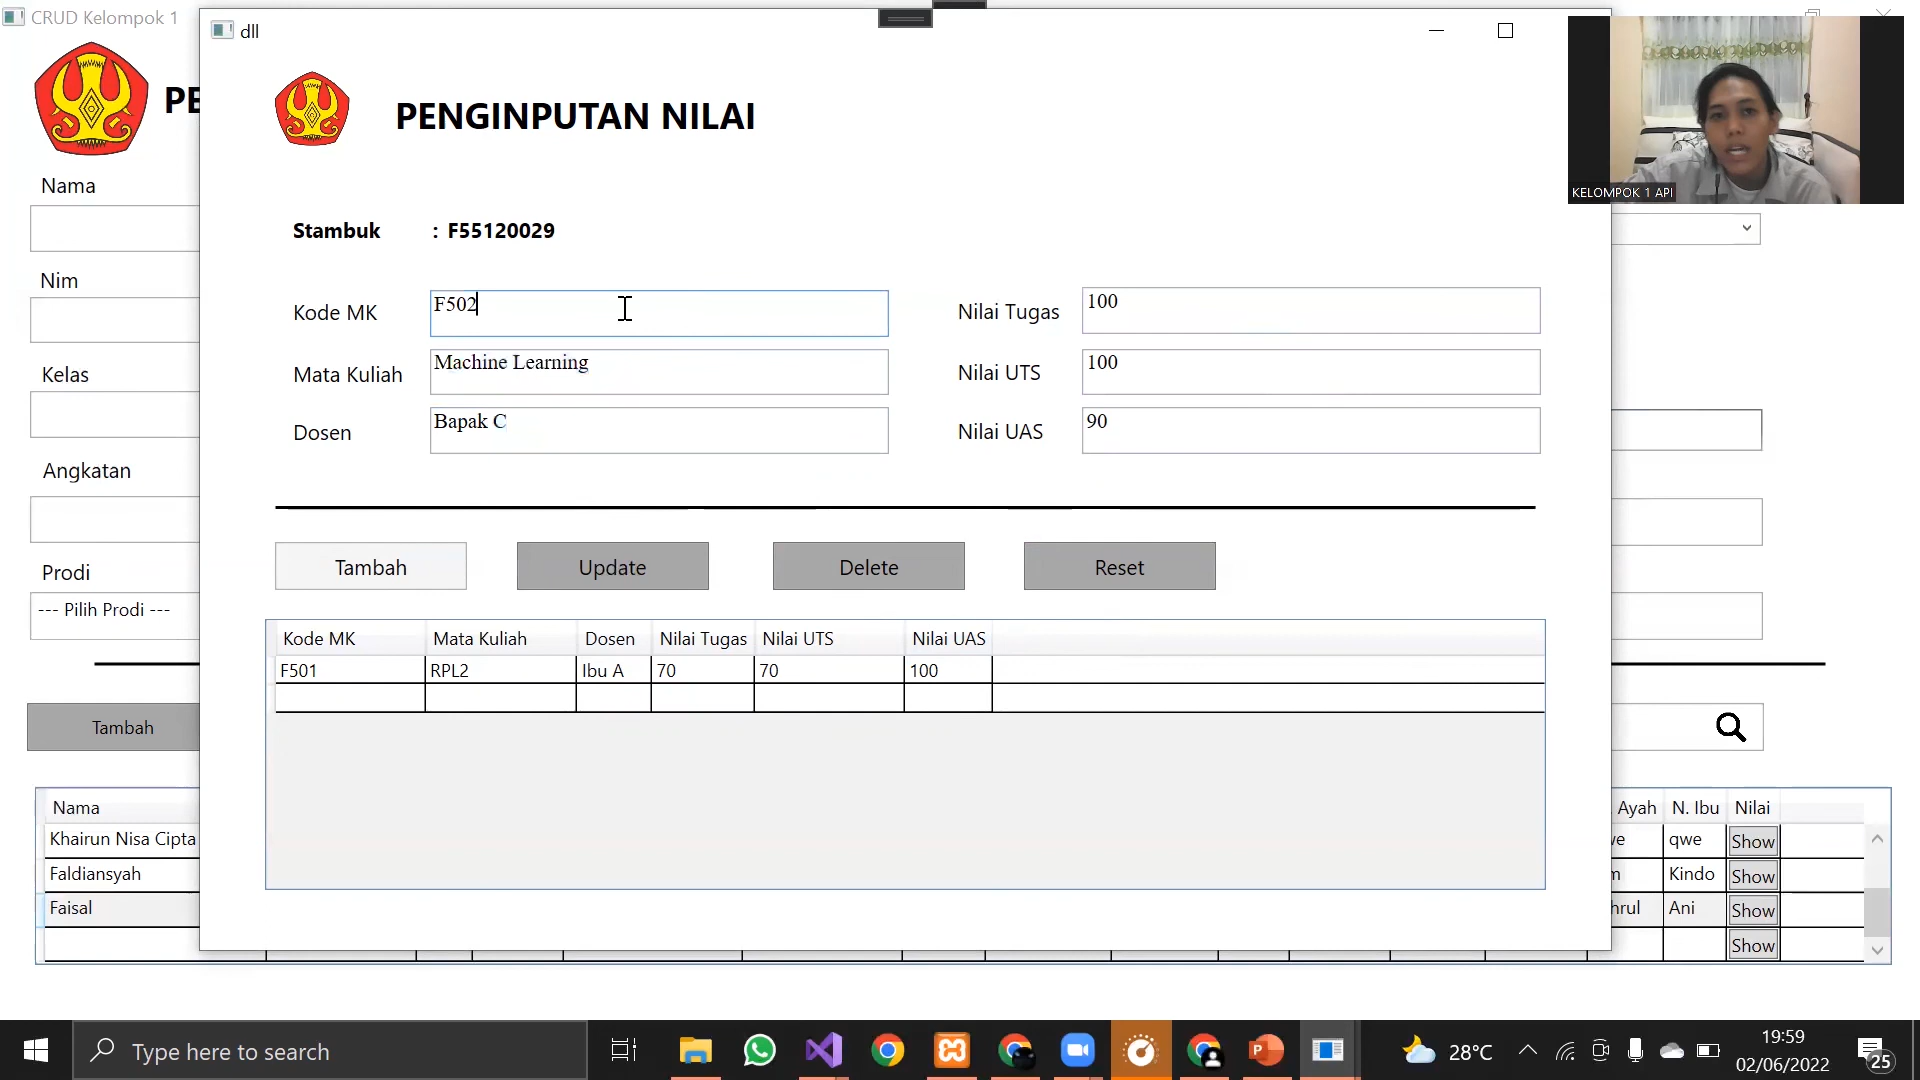 CRUD Kelompok 1
dll
PE
PENGINPUTAN NILAI
KELOMPOK 1 API
Nama
Nim
Kelas
Angkatan
Prodi
--- Pilih Prodi ---
Tambah
Stambuk : F55120029
Kode MK F502
Mata Kuliah Machine Learning
Dosen Bapak C
Nilai Tugas 100
Nilai UTS 100
Nilai UAS 90
Tambah Update Delete Reset
Kode MK Mata Kuliah Dosen Nilai Tugas Nilai UTS Nilai UAS
F501 RPL2 Ibu A 70 70 100
Nama Ayah N. Ibu Nilai
Khairun Nisa Cipta qwe Show
Faldiansyah Kindo Show
Faisal hrul Ani Show
Show
Type here to search
28°C
19:59
02/06/2022
25